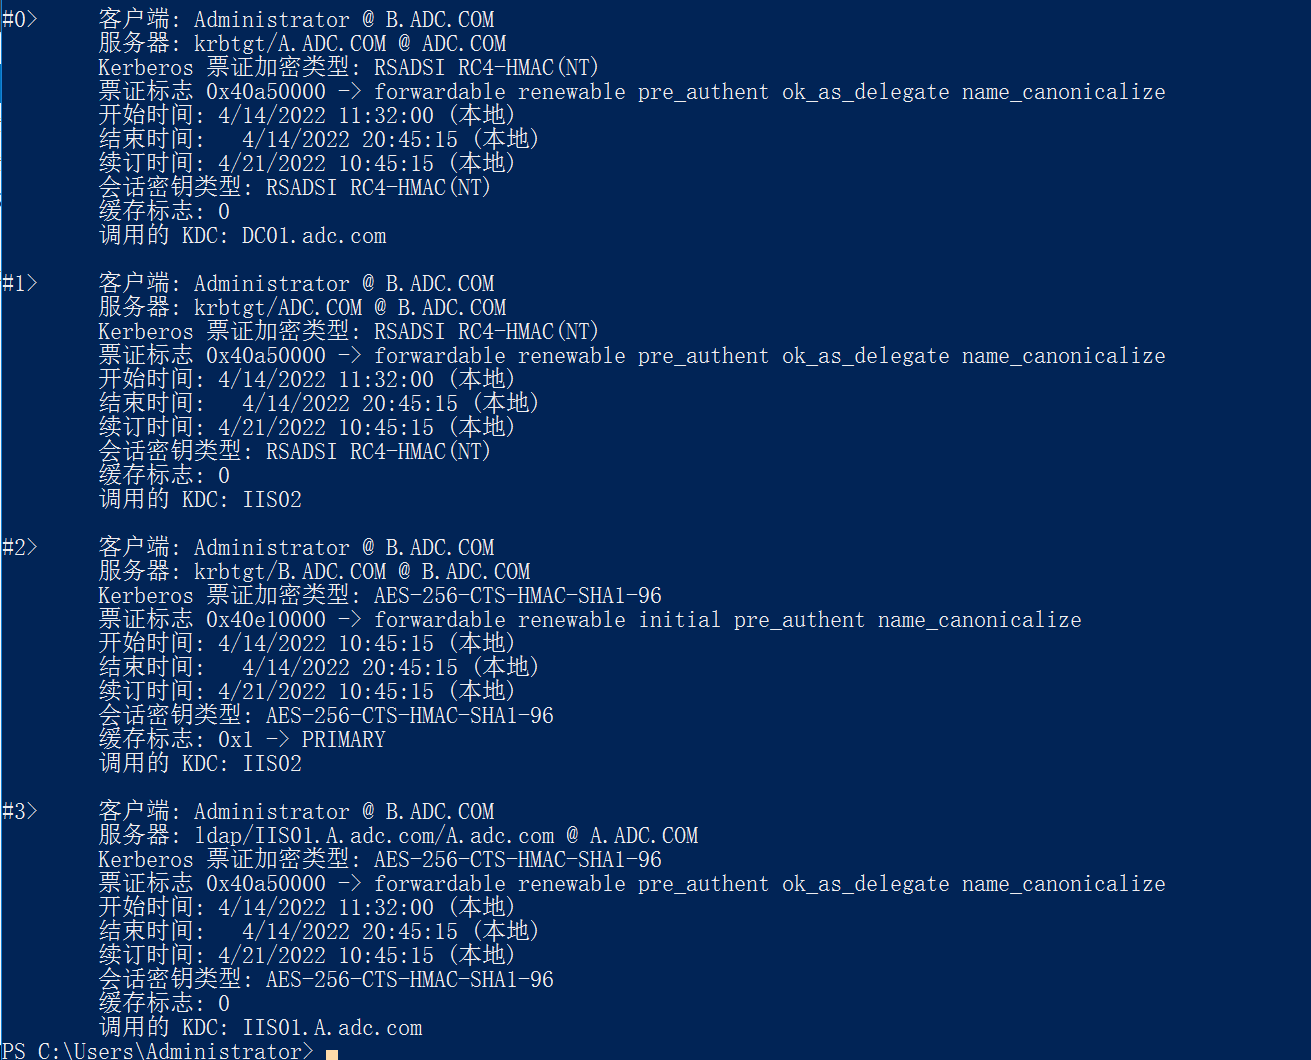 #0>     客户端: Administrator @ B.ADC.COM
        服务器: krbtgt/A.ADC.COM @ ADC.COM
        Kerberos 票证加密类型: RSADSI RC4-HMAC(NT)
        票证标志 0x40a50000 -> forwardable renewable pre_authent ok_as_delegate name_canonicalize
        开始时间: 4/14/2022 11:32:00 (本地)
        结束时间:   4/14/2022 20:45:15 (本地)
        续订时间: 4/21/2022 10:45:15 (本地)
        会话密钥类型: RSADSI RC4-HMAC(NT)
        缓存标志: 0
        调用的 KDC: DC01.adc.com

#1>     客户端: Administrator @ B.ADC.COM
        服务器: krbtgt/ADC.COM @ B.ADC.COM
        Kerberos 票证加密类型: RSADSI RC4-HMAC(NT)
        票证标志 0x40a50000 -> forwardable renewable pre_authent ok_as_delegate name_canonicalize
        开始时间: 4/14/2022 11:32:00 (本地)
        结束时间:   4/14/2022 20:45:15 (本地)
        续订时间: 4/21/2022 10:45:15 (本地)
        会话密钥类型: RSADSI RC4-HMAC(NT)
        缓存标志: 0
        调用的 KDC: IIS02

#2>     客户端: Administrator @ B.ADC.COM
        服务器: krbtgt/B.ADC.COM @ B.ADC.COM
        Kerberos 票证加密类型: AES-256-CTS-HMAC-SHA1-96
        票证标志 0x40e10000 -> forwardable renewable initial pre_authent name_canonicalize
        开始时间: 4/14/2022 10:45:15 (本地)
        结束时间:   4/14/2022 20:45:15 (本地)
        续订时间: 4/21/2022 10:45:15 (本地)
        会话密钥类型: AES-256-CTS-HMAC-SHA1-96
        缓存标志: 0x1 -> PRIMARY
        调用的 KDC: IIS02

#3>     客户端: Administrator @ B.ADC.COM
        服务器: ldap/IIS01.A.adc.com/A.adc.com @ A.ADC.COM
        Kerberos 票证加密类型: AES-256-CTS-HMAC-SHA1-96
        票证标志 0x40a50000 -> forwardable renewable pre_authent ok_as_delegate name_canonicalize
        开始时间: 4/14/2022 11:32:00 (本地)
        结束时间:   4/14/2022 20:45:15 (本地)
        续订时间: 4/21/2022 10:45:15 (本地)
        会话密钥类型: AES-256-CTS-HMAC-SHA1-96
        缓存标志: 0
        调用的 KDC: IIS01.A.adc.com
PS C:\Users\Administrator>